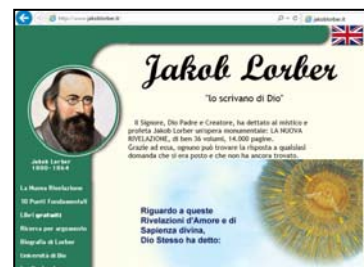 http://www.jakoblorber.it/
jakoblorber.it
Jakob Lorber
"lo scrivano di Dio"
Il Signore, Dio Padre e Creatore, ha dettato al mistico e
profeta Jakob Lorber un'opera monumentale: LA NUOVA
RIVELAZIONE, di ben 36 volumi, 14.000 pagine.
Grazie ad essa, ognuno può trovare la risposta a qualsiasi
domanda che si era posto e che non ha ancora trovato.
Jakob Lorber
1800-1864
La Nuova Rivelazione
10 Punti Fondamentali
Libri gratuiti
Ricerca per argomento
Biografia di Lorber
Università di Dio
Riguardo a queste
Rivelazioni d'Amore e di
Sapienza divina,
Dio Stesso ha detto: